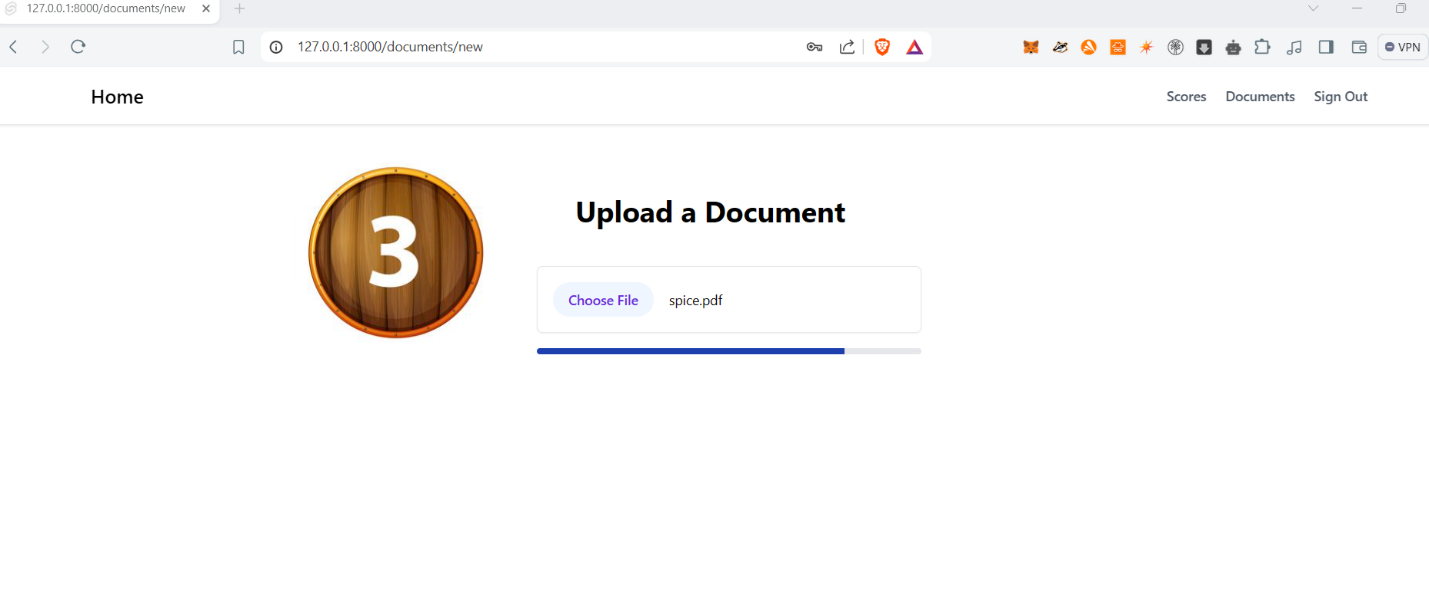 127.0.0.1:8000/documents/new
127.0.0.1:8000/documents/new
VPN
Home
Scores
Documents
Sign Out
3
Upload a Document
Choose File
spice.pdf